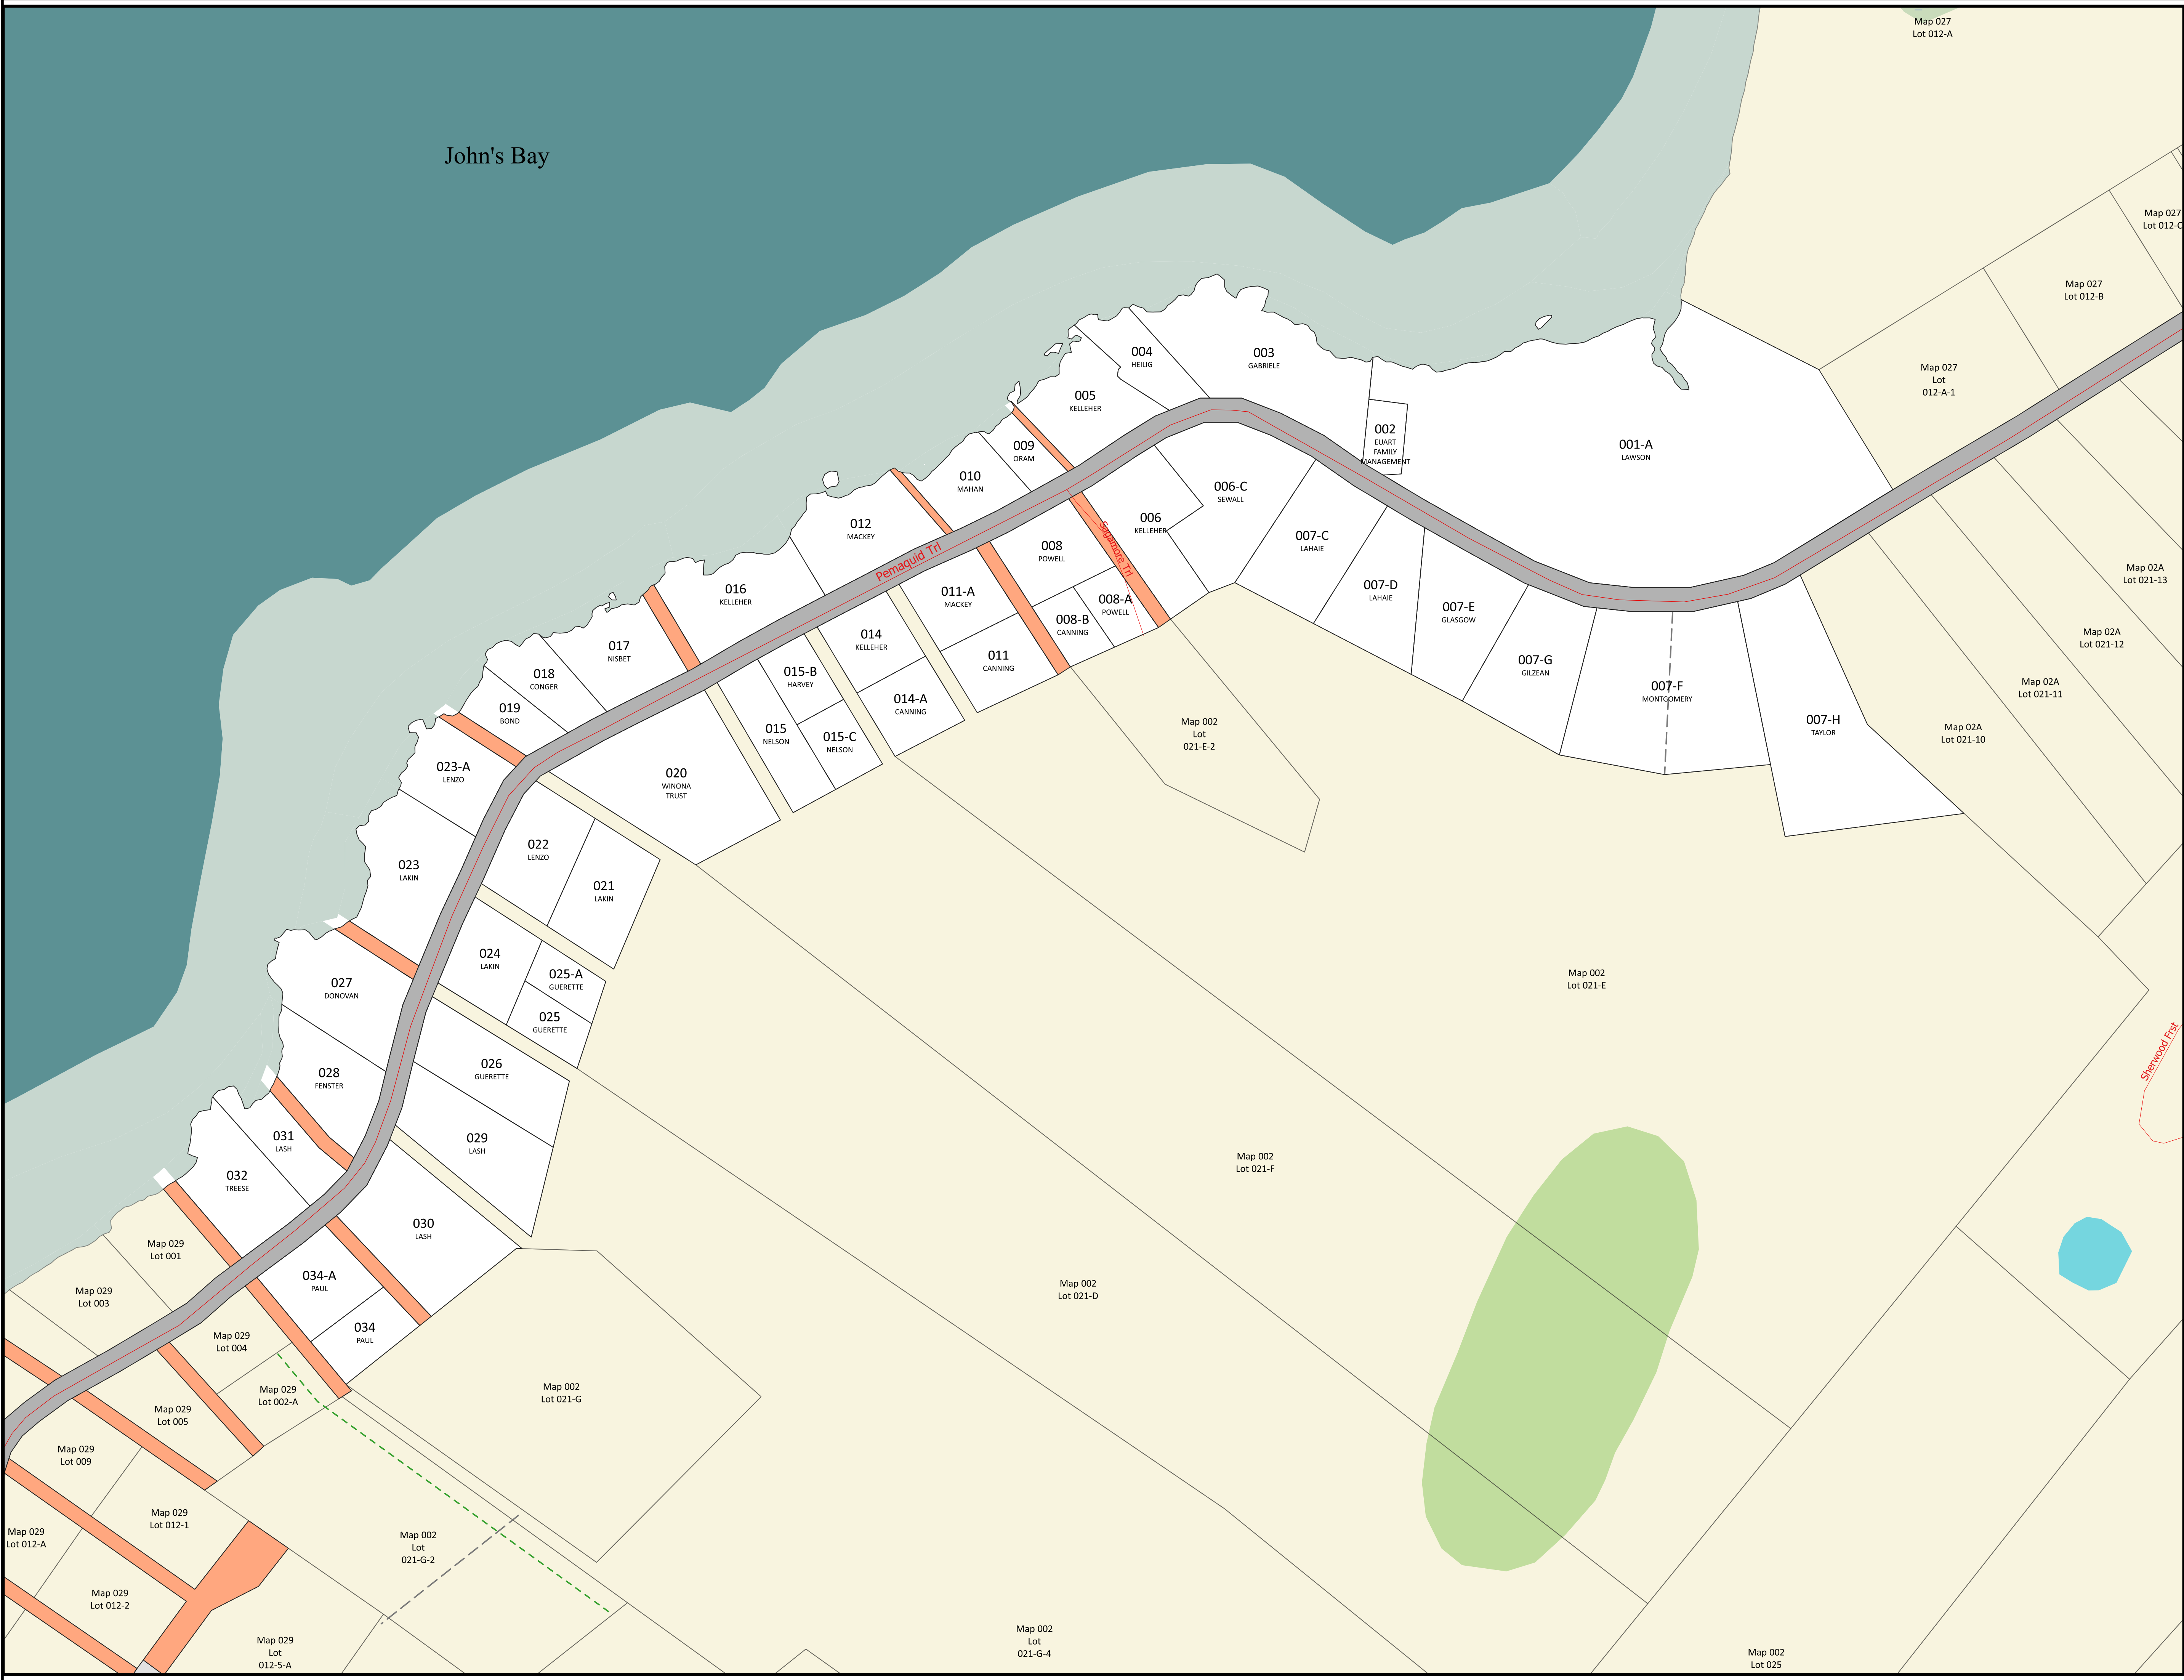 Map 027
Lot 012-A
John's Bay
Map 027
Lot 012-C
Map 027
Lot 012-B
004
HEILIG
003
GABRIELE
Map 027
Lot
012-A-1
005
KELLEHER
002
EUART
FAMILY
MANAGEMENT
001-A
LAWSON
009
ORAM
010
MAHAN
006-C
SEWALL
012
MACKEY
006
KELLEHER
Sagamore Trl
007-C
LAHAIE
008
POWELL
Pemaquid Trl
Map 02A
Lot 021-13
016
KELLEHER
011-A
MACKEY
008-A
POWELL
007-D
LAHAIE
007-E
GLASGOW
008-B
CANNING
014
KELLEHER
Map 02A
Lot 021-12
017
NISBET
011
CANNING
007-G
GILZEAN
018
CONGER
015-B
HARVEY
007-F
MONTGOMERY
Map 02A
Lot 021-11
014-A
CANNING
019
BOND
Map 002
Lot
021-E-2
007-H
TAYLOR
015
NELSON
015-C
NELSON
Map 02A
Lot 021-10
023-A
LENZO
020
WINONA
TRUST
022
LENZO
023
LAKIN
021
LAKIN
024
LAKIN
025-A
GUERETTE
027
DONOVAN
Map 002
Lot 021-E
025
GUERETTE
Sherwood Frst
026
GUERETTE
028
FENSTER
031
LASH
029
LASH
Map 002
Lot 021-F
032
TREESE
030
LASH
Map 029
Lot 001
034-A
PAUL
Map 002
Lot 021-D
Map 029
Lot 003
034
PAUL
Map 029
Lot 004
Map 002
Lot 021-G
Map 029
Lot 002-A
Map 029
Lot 005
Map 029
Lot 009
Map 029
Lot 012-1
Map 029
Lot 012-A
Map 002
Lot
021-G-2
Map 029
Lot 012-2
Map 002
Lot
021-G-4
Map 029
Lot
012-5-A
Map 002
Lot 025